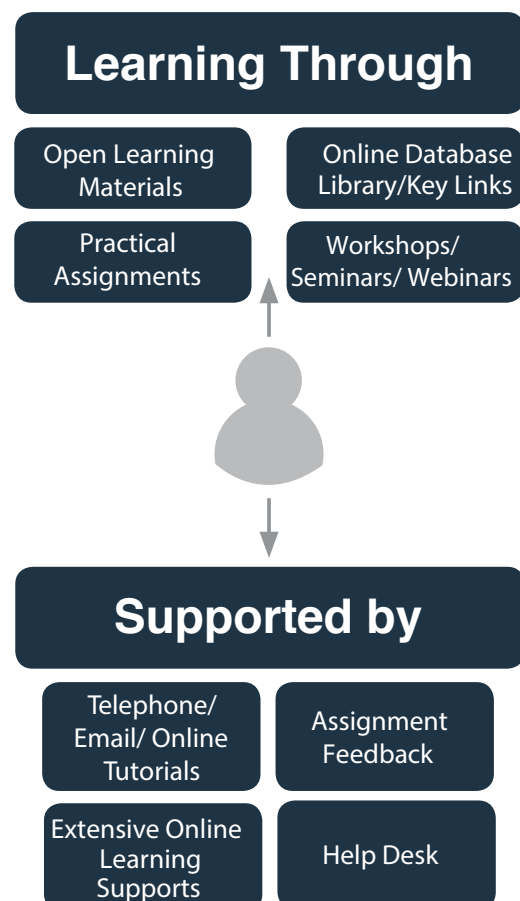 Learning Through
Open Learning
Materials
Online Database
Library/Key Links
Practical
Assignments
Workshops/
Seminars/ Webinars
Supported by
Telephone/
Email/ Online
Tutorials
Assignment
Feedback
Extensive Online
Learning
Supports
Help Desk